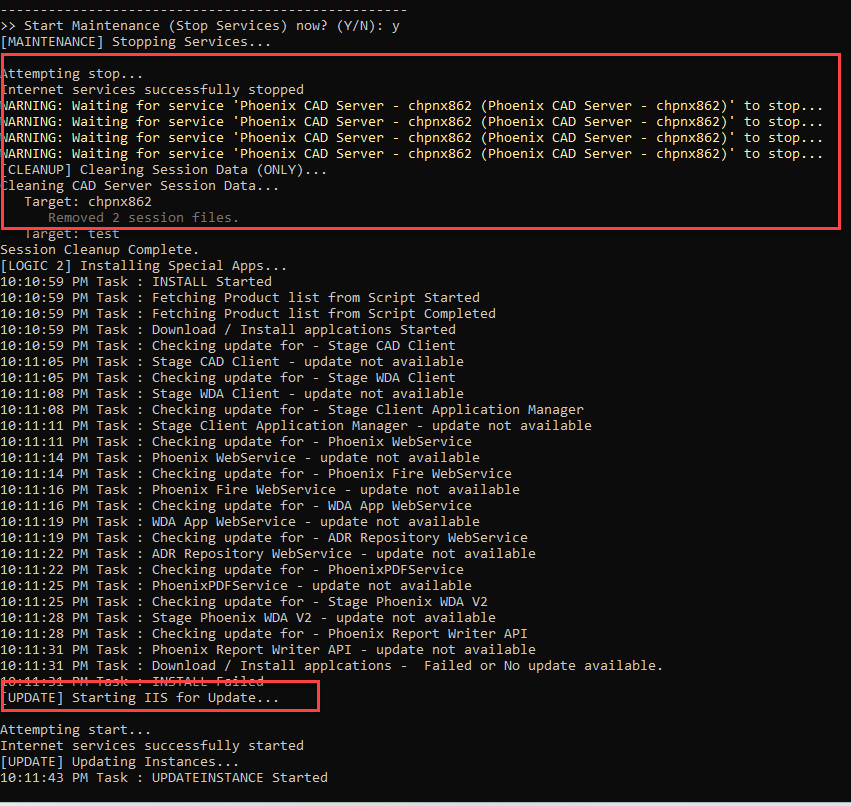 ---------------------------------------------------
>> Start Maintenance (Stop Services) now? (Y/N): y
[MAINTENANCE] Stopping Services...
Attempting stop...
Internet services successfully stopped
WARNING: Waiting for service 'Phoenix CAD Server - chpnx862 (Phoenix CAD Server - chpnx862)' to stop...
WARNING: Waiting for service 'Phoenix CAD Server - chpnx862 (Phoenix CAD Server - chpnx862)' to stop...
WARNING: Waiting for service 'Phoenix CAD Server - chpnx862 (Phoenix CAD Server - chpnx862)' to stop...
WARNING: Waiting for service 'Phoenix CAD Server - chpnx862 (Phoenix CAD Server - chpnx862)' to stop...
[CLEANUP] Clearing Session Data (ONLY)...
Cleaning CAD Server Session Data...
   Target: chpnx862
      Removed 2 session files.
   Target: test
Session Cleanup Complete.
[LOGIC 2] Installing Special Apps...
10:10:59 PM Task : INSTALL Started
10:10:59 PM Task : Fetching Product list from Script Started
10:10:59 PM Task : Fetching Product list from Script Completed
10:10:59 PM Task : Download / Install applcations Started
10:10:59 PM Task : Checking update for - Stage CAD Client
10:11:05 PM Task : Stage CAD Client - update not available
10:11:05 PM Task : Checking update for - Stage WDA Client
10:11:08 PM Task : Stage WDA Client - update not available
10:11:08 PM Task : Checking update for - Stage Client Application Manager
10:11:11 PM Task : Stage Client Application Manager - update not available
10:11:11 PM Task : Checking update for - Phoenix WebService
10:11:14 PM Task : Phoenix WebService - update not available
10:11:14 PM Task : Checking update for - Phoenix Fire WebService
10:11:16 PM Task : Phoenix Fire WebService - update not available
10:11:16 PM Task : Checking update for - WDA App WebService
10:11:19 PM Task : WDA App WebService - update not available
10:11:19 PM Task : Checking update for - ADR Repository WebService
10:11:22 PM Task : ADR Repository WebService - update not available
10:11:22 PM Task : Checking update for - PhoenixPDFService
10:11:25 PM Task : PhoenixPDFService - update not available
10:11:25 PM Task : Checking update for - Stage Phoenix WDA V2
10:11:28 PM Task : Stage Phoenix WDA V2 - update not available
10:11:28 PM Task : Checking update for - Phoenix Report Writer API
10:11:31 PM Task : Phoenix Report Writer API - update not available
10:11:31 PM Task : Download / Install applcations -  Failed or No update available.
10:11:31 PM Task : INSTALL Failed
[UPDATE] Starting IIS for Update...
Attempting start...
Internet services successfully started
[UPDATE] Updating Instances...
10:11:43 PM Task : UPDATEINSTANCE Started